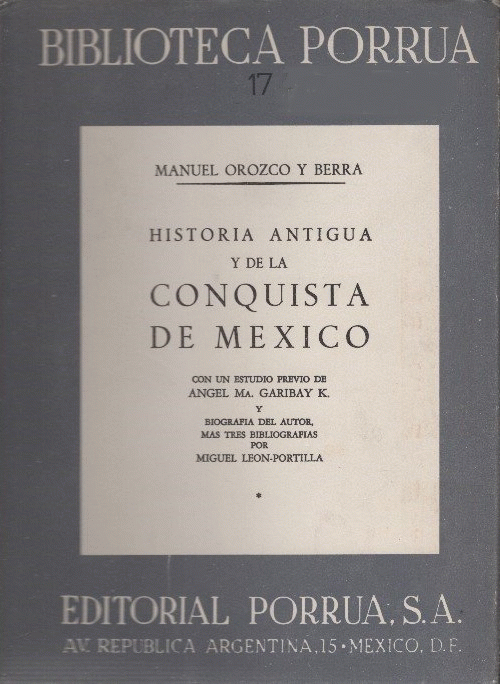 BIBLIOTECA PORRUA
17
MANUEL OROZCO Y BERRA
HISTORIA ANTIGUA
Y DE LA
CONQUISTA
DE MEXICO
CON UN ESTUDIO PREVIO DE
ANGEL MA. GARIBAY K.
Y
BIOGRAFIA DEL AUTOR,
MAS TRES BIBLIOGRAFIAS
POR
MIGUEL LEON-PORTILLA
*
EDITORIAL PORRUA, S.A.
AV. REPUBLICA ARGENTINA, 15 • MEXICO, D.F.